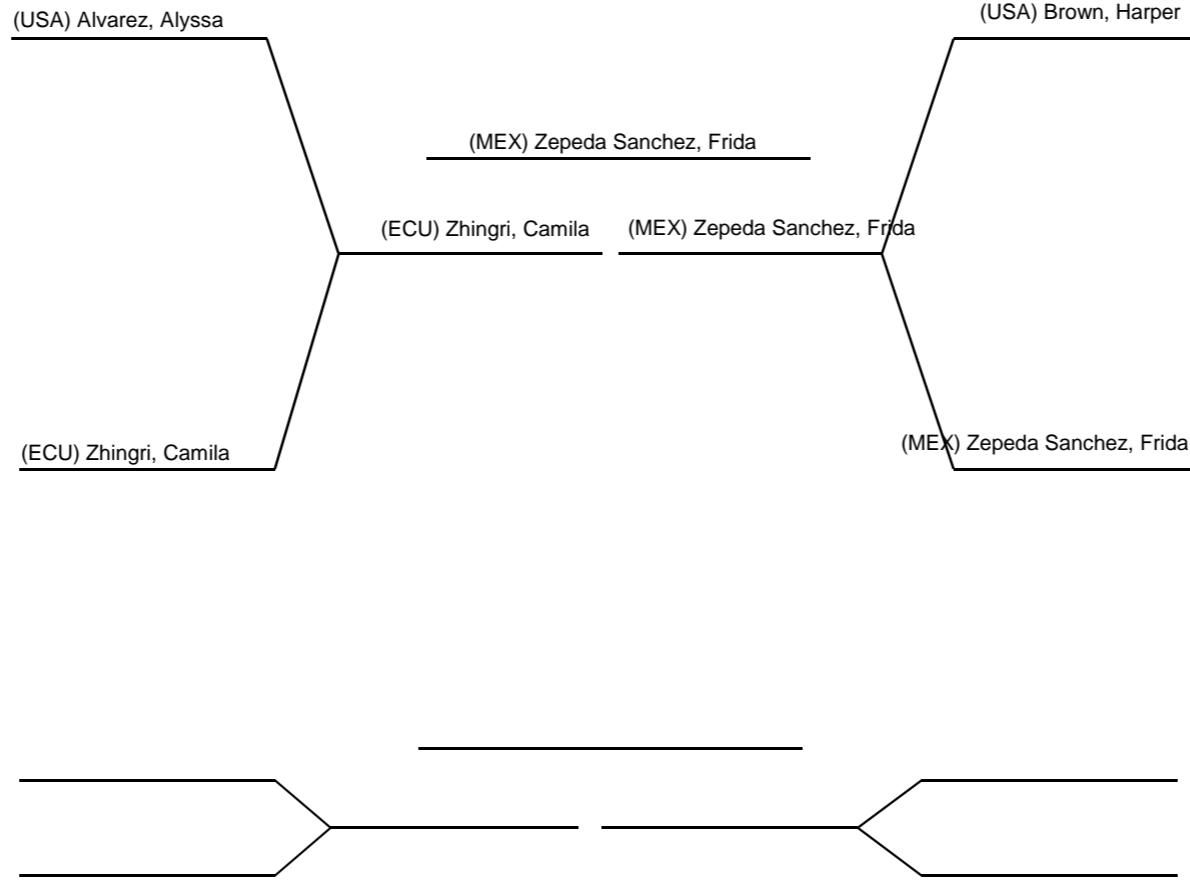 (USA) Alvarez, Alyssa
(USA) Brown, Harper
(MEX) Zepeda Sanchez, Frida
(ECU) Zhingri, Camila
(MEX) Zepeda Sanchez, Frida
(ECU) Zhingri, Camila
(MEX) Zepeda Sanchez, Frida